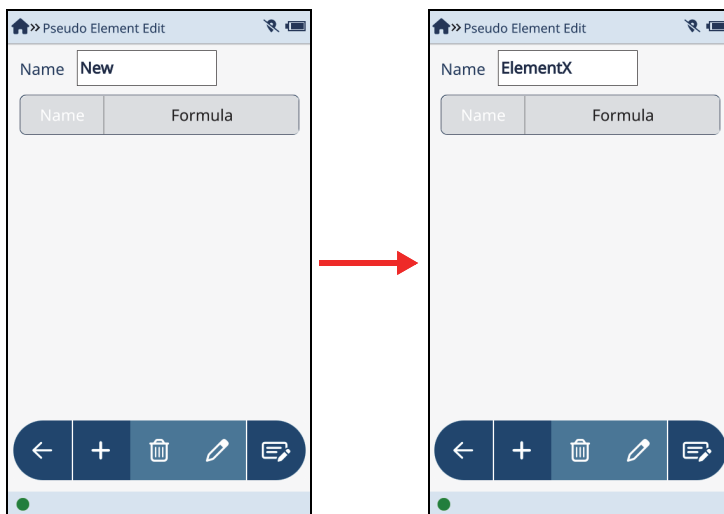 >> Pseudo Element Edit
Name New
Name Formula
>> Pseudo Element Edit
Name ElementX
Name Formula